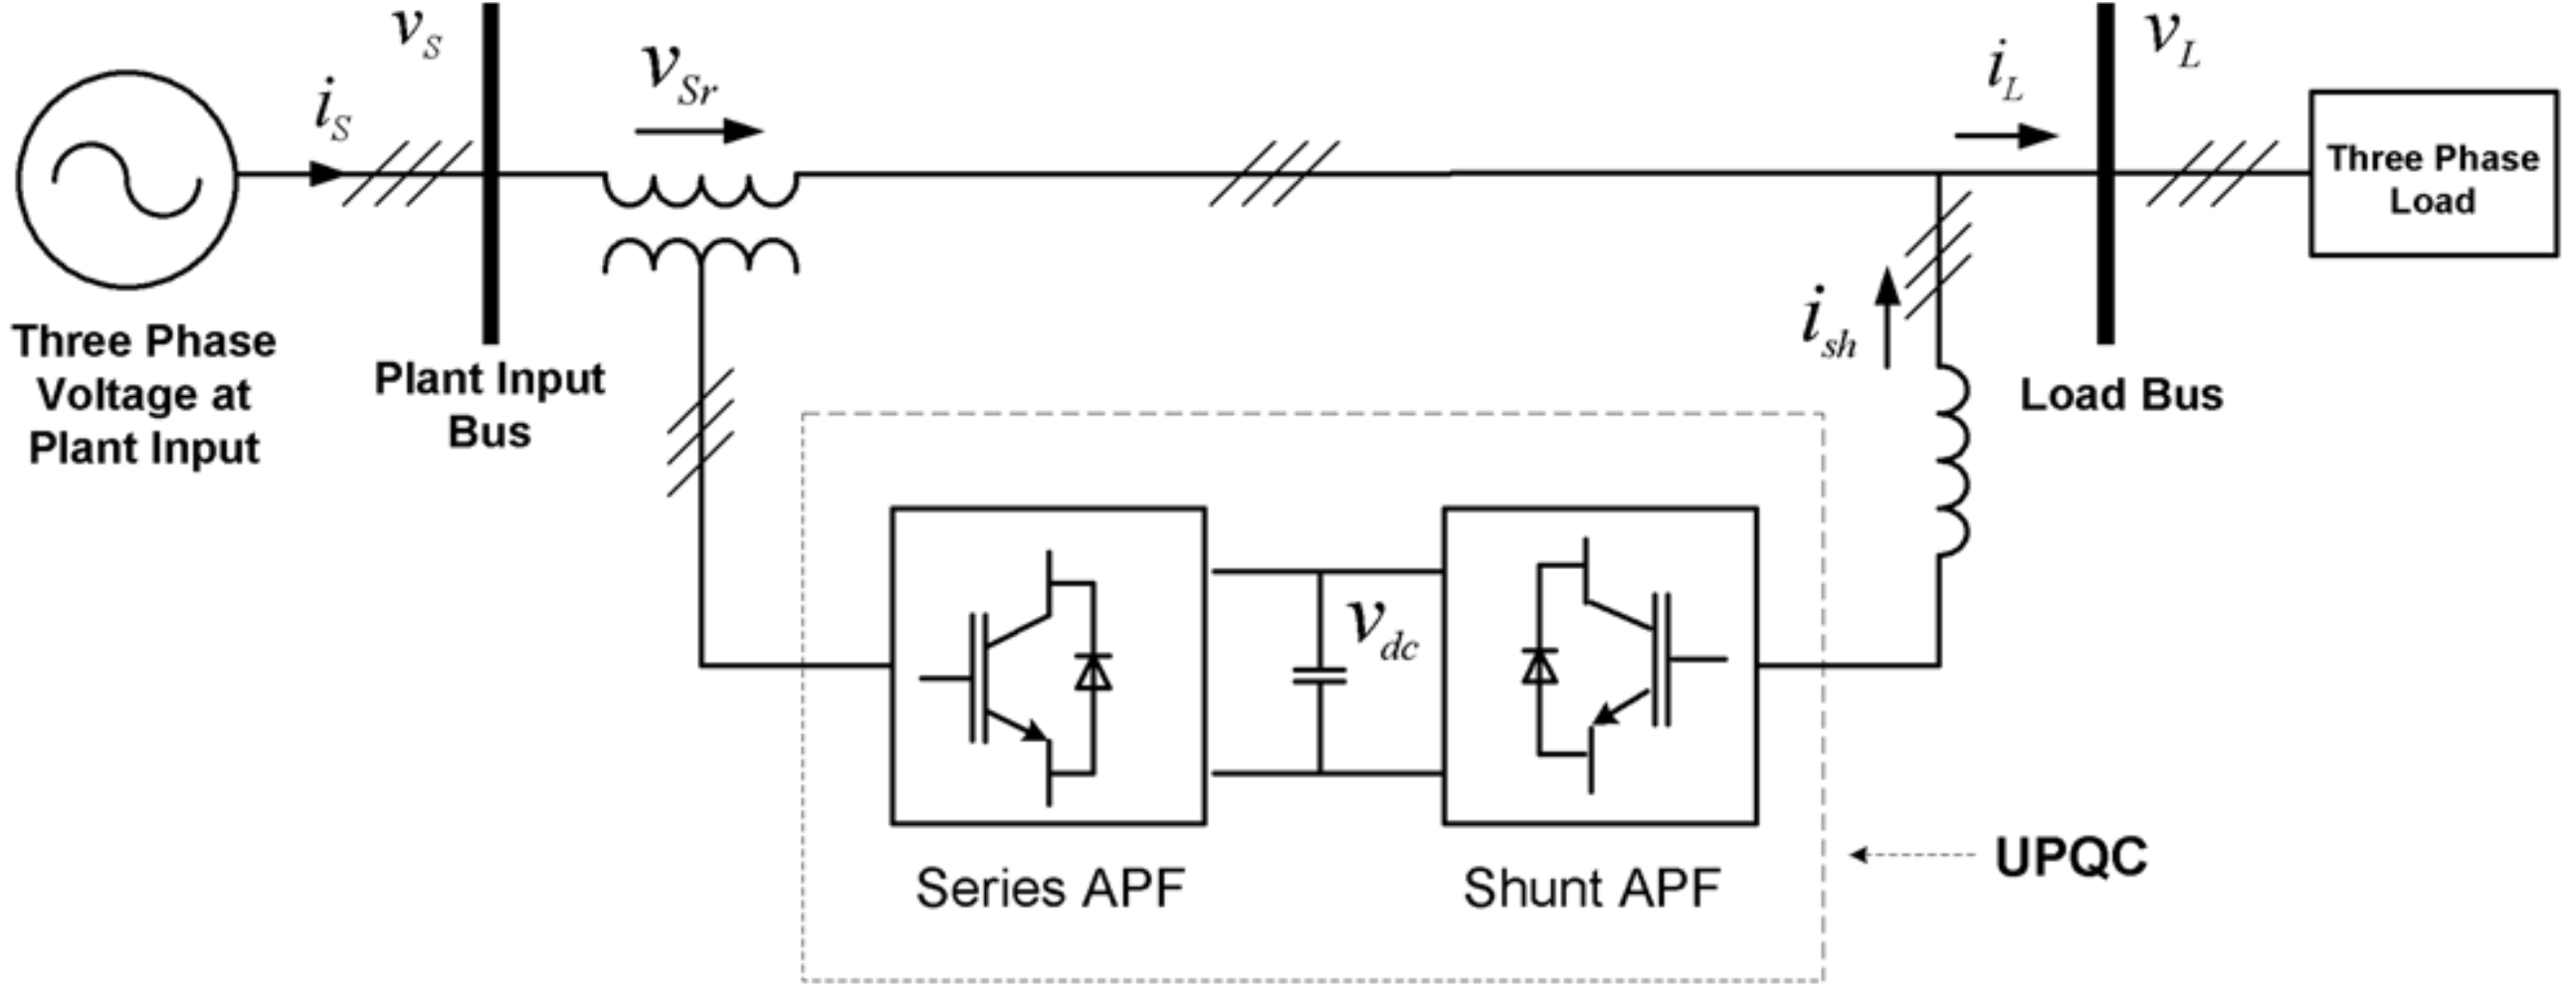 v_S
i_S
v_Sr
i_L
v_L
Three Phase
Load
Three Phase
Voltage at
Plant Input
Plant Input
Bus
i_sh
Load Bus
v_dc
Series APF
Shunt APF
UPQC